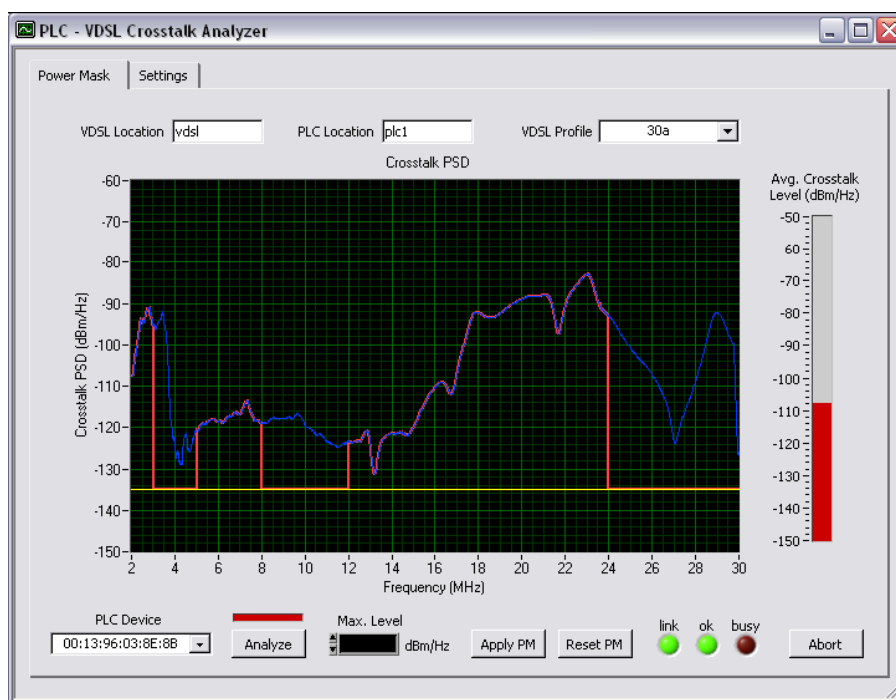 PLC - VDSL Crosstalk Analyzer
Power Mask Settings
VDSL Location vdsl PLC Location plc1 VDSL Profile 30a
Crosstalk PSD
Avg. Crosstalk
Level (dBm/Hz)
Crosstalk PSD (dBm/Hz)
-60
-70
-80
-90
-100
-110
-120
-130
-140
-150
2 4 6 8 10 12 14 16 18 20 22 24 26 28 30
Frequency (MHz)
-50
60
-70
-80
-90
-100
-110
-120
-130
-140
-150
PLC Device
00:13:96:03:8E:8B
Analyze
Max. Level
dBm/Hz
Apply PM
Reset PM
link ok busy
Abort